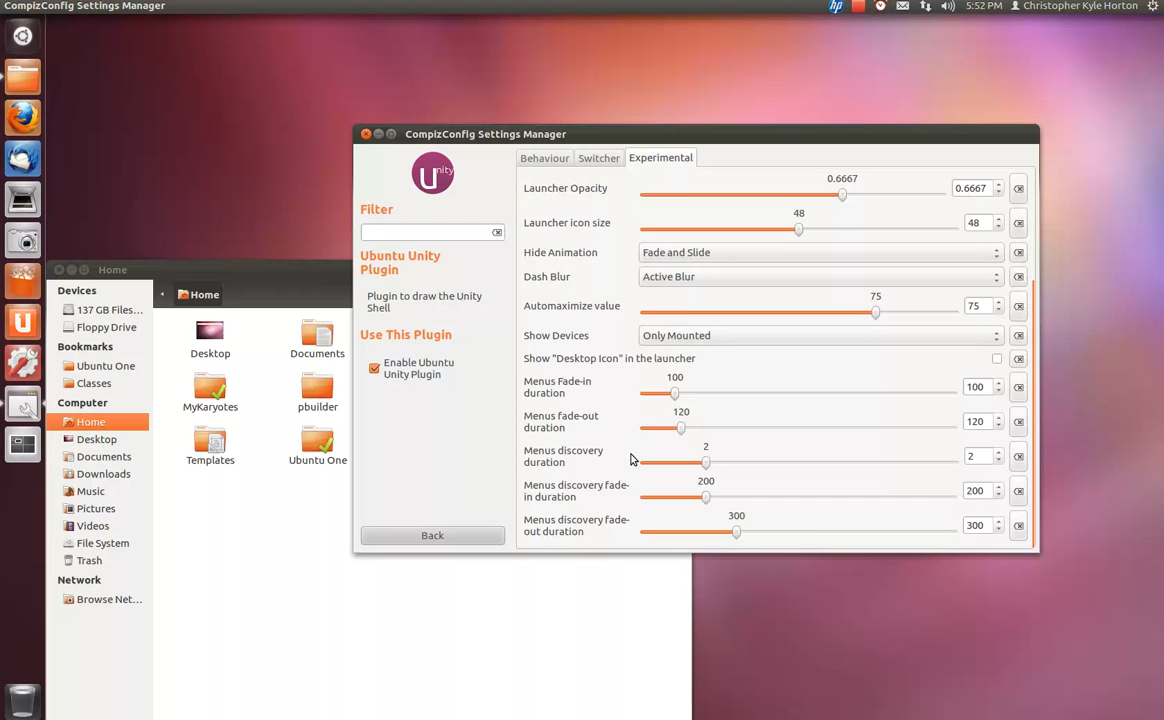 CompizConfig Settings Manager
hp
5:52 PM
Christopher Kyle Horton
CompizConfig Settings Manager
Unity
Filter
Ubuntu Unity
Plugin
Plugin to draw the Unity
Shell
Use This Plugin
Enable Ubuntu
Unity Plugin
Back
Behaviour
Switcher
Experimental
Launcher Opacity
0.6667
0.6667
Launcher icon size
48
48
Hide Animation
Fade and Slide
Dash Blur
Active Blur
Automaximize value
75
75
Show Devices
Only Mounted
Show "Desktop Icon" in the launcher
Menus Fade-in
duration
100
100
Menus fade-out
duration
120
120
Menus discovery
duration
2
2
Menus discovery fade-
in duration
200
200
Menus discovery fade-
out duration
300
300
Home
Devices
137 GB Files...
Floppy Drive
Bookmarks
Ubuntu One
Classes
Computer
Home
Desktop
Documents
Downloads
Music
Pictures
Videos
File System
Trash
Network
Browse Net...
Home
Desktop
Documents
MyKaryotes
pbuilder
Templates
Ubuntu One
U